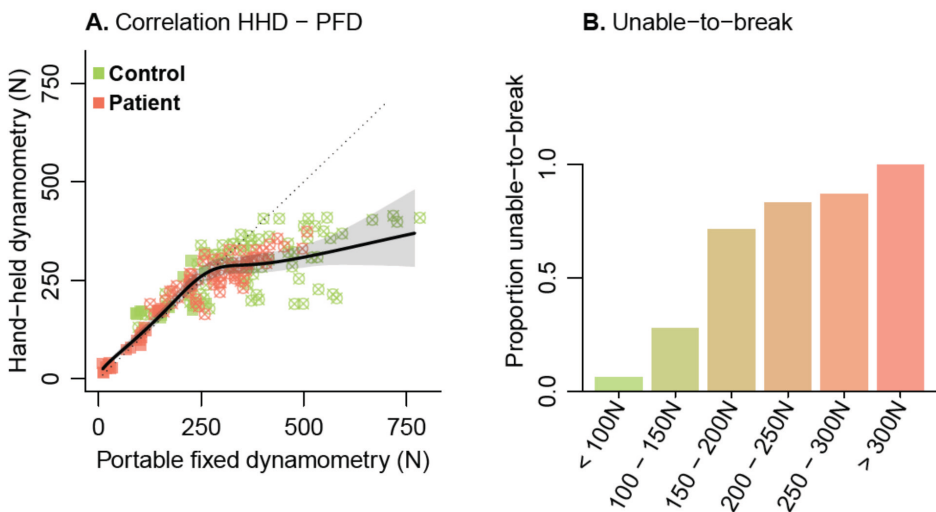 A. Correlation HHD − PFD
Hand−held dynamometry (N)
750
500
250
0
Control
Patient
0 250 500 750
Portable fixed dynamometry (N)
B. Unable−to−break
Proportion unable−to−break
1.0
0.5
0.0
< 100N
100 − 150N
150 − 200N
200 − 250N
250 − 300N
> 300N